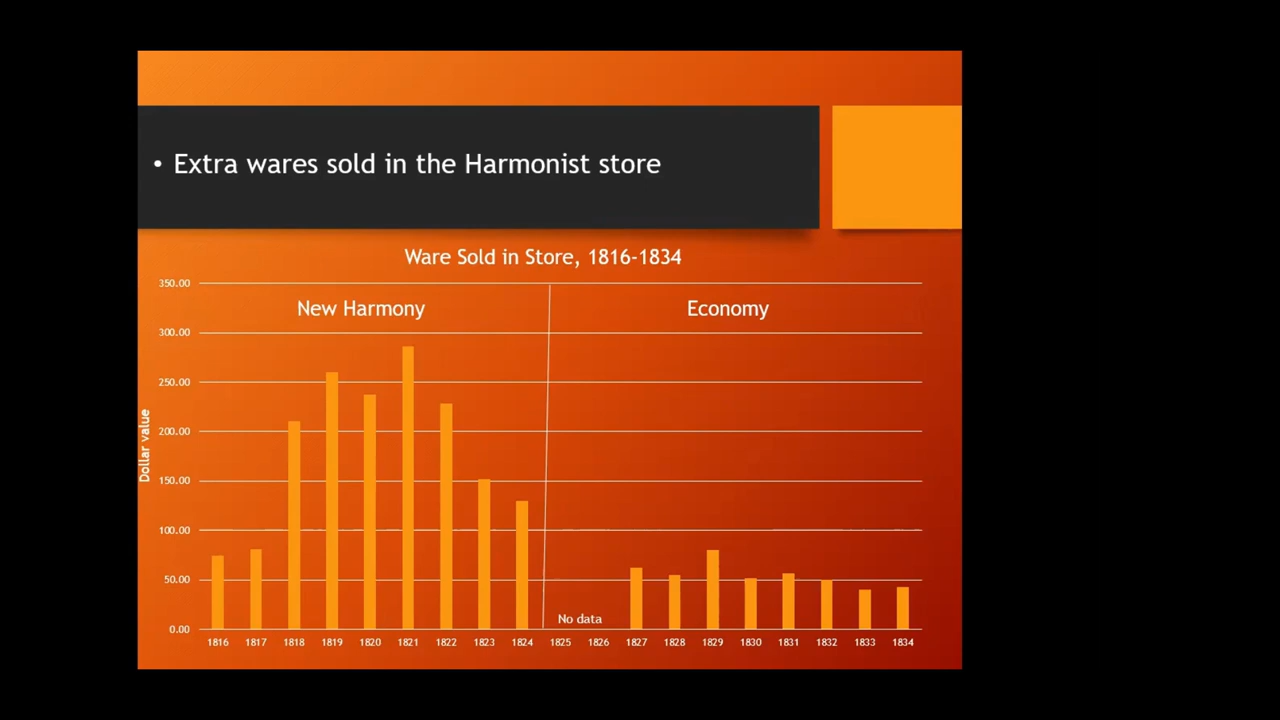 • Extra wares sold in the Harmonist store
Ware Sold in Store, 1816-1834
350.00
New Harmony
Economy
300.00
250.00
200.00
150.00
100.00
50.00
0.00
Dollar value
No data
1816 1817 1818 1819 1820 1821 1822 1823 1824 1825 1826 1827 1828 1829 1830 1831 1832 1833 1834